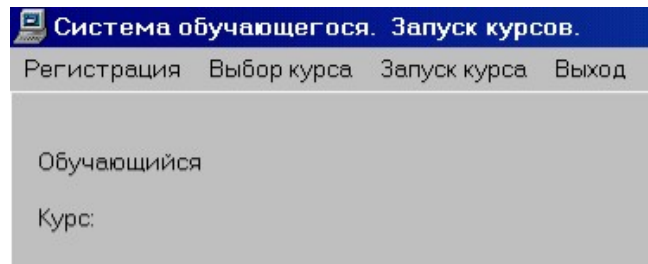 Система обучающегося. Запуск курсов.
Регистрация Выбор курса Запуск курса Выход
Обучающийся
Курс: